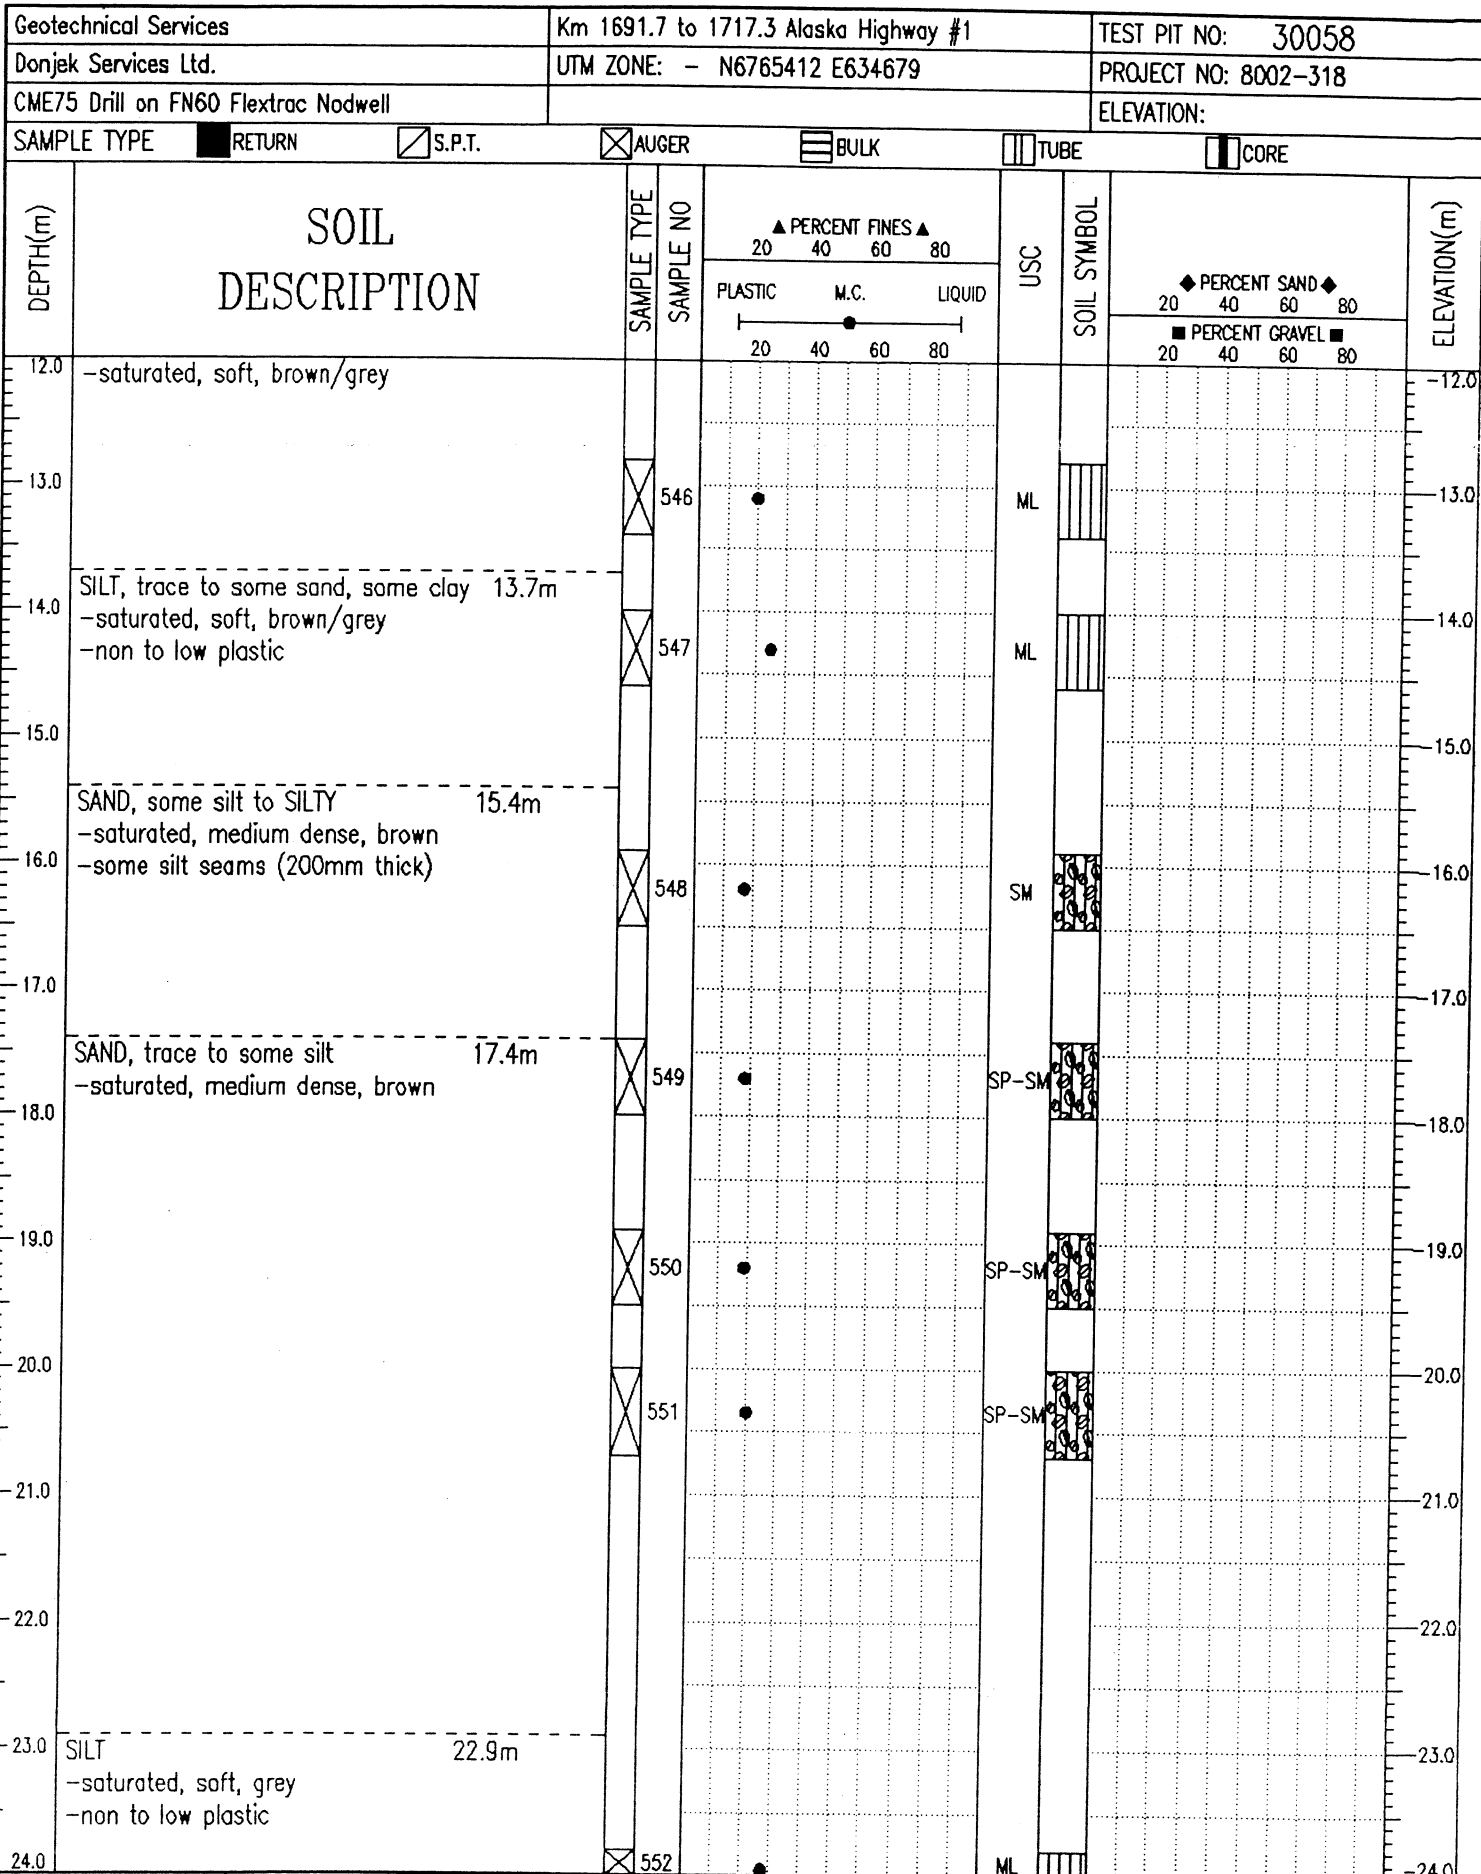 Geotechnical Services
Km 1691.7 to 1717.3 Alaska Highway #1
TEST PIT NO: 30058
Donjek Services Ltd.
UTM ZONE: - N6765412 E634679
PROJECT NO: 8002-318
CME75 Drill on FN60 Flextrac Nodwell
ELEVATION:
SAMPLE TYPE RETURN S.P.T. AUGER BULK TUBE CORE
DEPTH(m)
SOIL
DESCRIPTION
SAMPLE TYPE
SAMPLE NO
▲ PERCENT FINES ▲
20 40 60 80
PLASTIC M.C. LIQUID
20 40 60 80
USC
SOIL SYMBOL
◆ PERCENT SAND ◆
20 40 60 80
■ PERCENT GRAVEL ■
20 40 60 80
ELEVATION(m)
12.0
-saturated, soft, brown/grey
-12.0
13.0
546
ML
-13.0
SILT, trace to some sand, some clay 13.7m
14.0
-saturated, soft, brown/grey
-14.0
-non to low plastic
547
ML
15.0
-15.0
SAND, some silt to SILTY 15.4m
-saturated, medium dense, brown
16.0
-some silt seams (200mm thick)
-16.0
548
SM
17.0
-17.0
SAND, trace to some silt 17.4m
-saturated, medium dense, brown
549
SP-SM
18.0
-18.0
19.0
-19.0
550
SP-SM
20.0
-20.0
551
SP-SM
21.0
-21.0
22.0
-22.0
23.0
SILT 22.9m
-23.0
-saturated, soft, grey
-non to low plastic
24.0
552
ML
-24.0